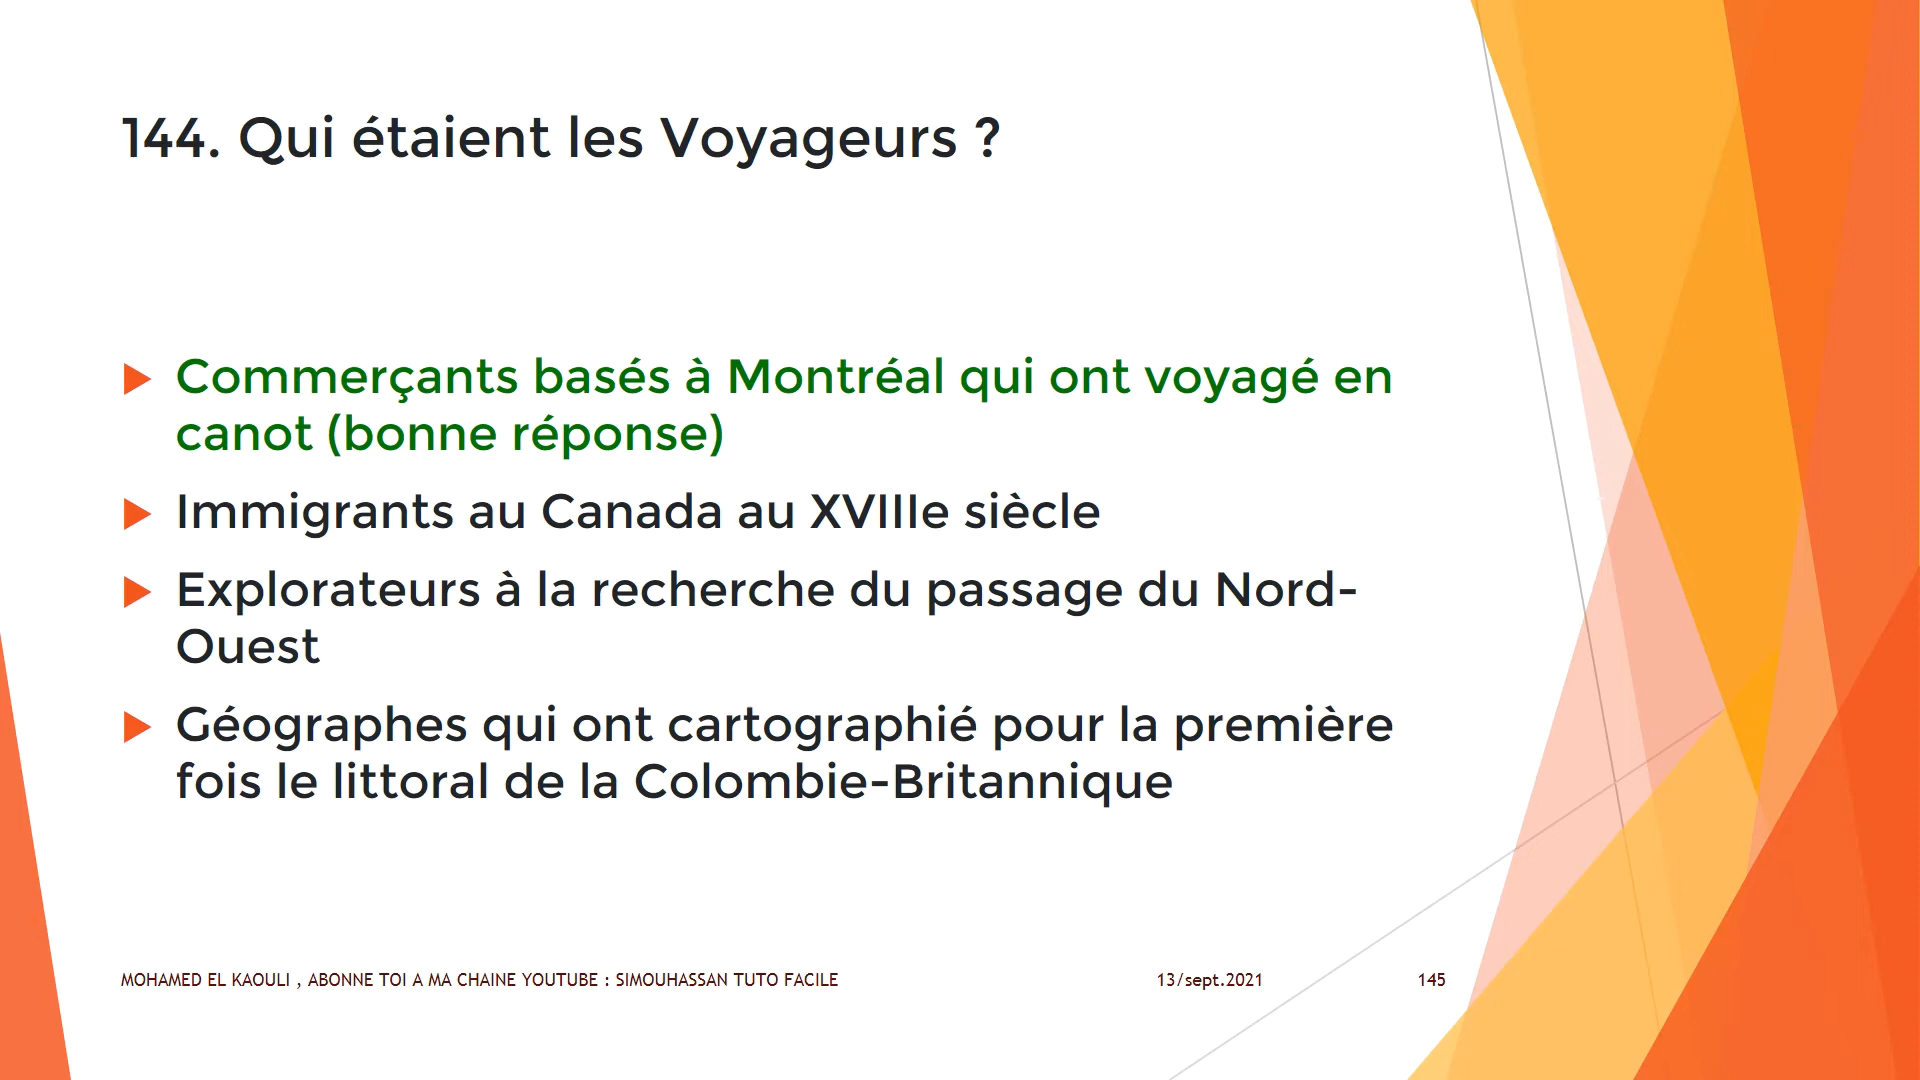 144. Qui étaient les Voyageurs ?
Commerçants basés à Montréal qui ont voyagé en
canot (bonne réponse)
Immigrants au Canada au XVIIIe siècle
Explorateurs à la recherche du passage du Nord-
Ouest
Géographes qui ont cartographié pour la première
fois le littoral de la Colombie-Britannique
MOHAMED EL KAOULI , ABONNE TOI A MA CHAINE YOUTUBE : SIMOUHASSAN TUTO FACILE
13/sept.2021
145